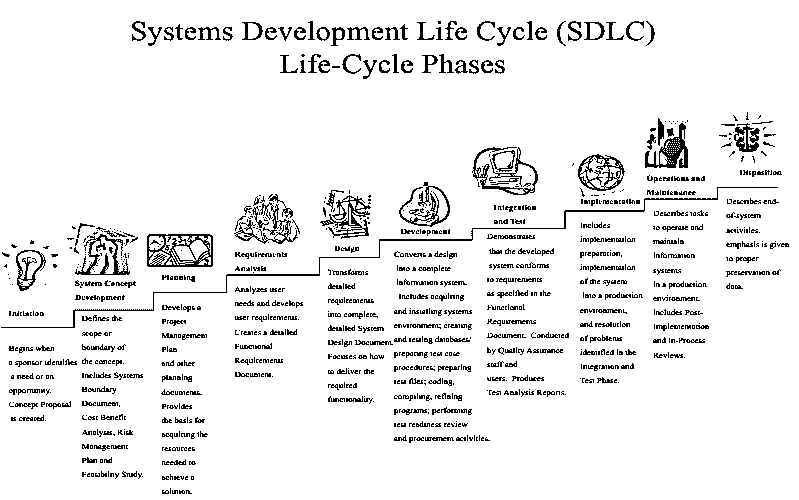 Systems Development Life Cycle (SDLC)
Life-Cycle Phases
Initiation
Begins when
a sponsor identifies
a need or an
opportunity.
Concept Proposal
is created.
System Concept
Development
Defines the
scope or
boundary of
the concept.
Includes Systems
Boundary
Document,
Cost Benefit
Analysis, Risk
Management
Plan and
Feasibility Study.
Planning
Develops a
Project
Management
Plan
and other
planning
documents.
Provides
the basis for
acquiring the
resources
needed to
achieve a
solution.
Requirements
Analysis
Analyzes user
needs and develops
user requirements.
Creates a detailed
Functional
Requirements
Document.
Design
Transforms
detailed
requirements
into complete,
detailed System
Design Document
Focuses on how
to deliver the
required
functionality.
Development
Converts a design
into a complete
information system.
Includes acquiring
and installing systems
environment; creating
and testing databases/
preparing test case
procedures; preparing
test files; coding,
compiling, refining
programs; performing
test readiness review
and procurement activities.
Integration
and Test
Demonstrates
that the developed
system conforms
to requirements
as specified in the
Functional
Requirements
Document. Conducted
by Quality Assurance
staff and
users. Produces
Test Analysis Reports.
Implementation
Includes
implementation
preparation,
implementation
of the system
into a production
environment,
and resolution
of problems
identified in the
Integration and
Test Phase.
Operations and
Maintenance
Describes tasks
to operate and
maintain
information
systems
in a production
environment.
includes Post-
Implementation
and In-Process
Reviews.
Disposition
Describes end-
of-system
activities.
emphasis is given
to proper
preservation of
data.